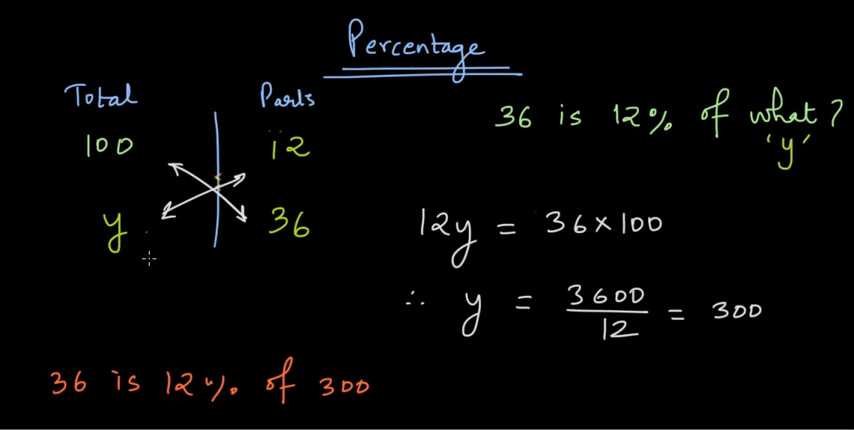 Percentage
Total Parts
36 is 12% of what?
'y'
100 12
y 36
12y = 36 × 100
∴ y = 3600/12 = 300
36 is 12% of 300